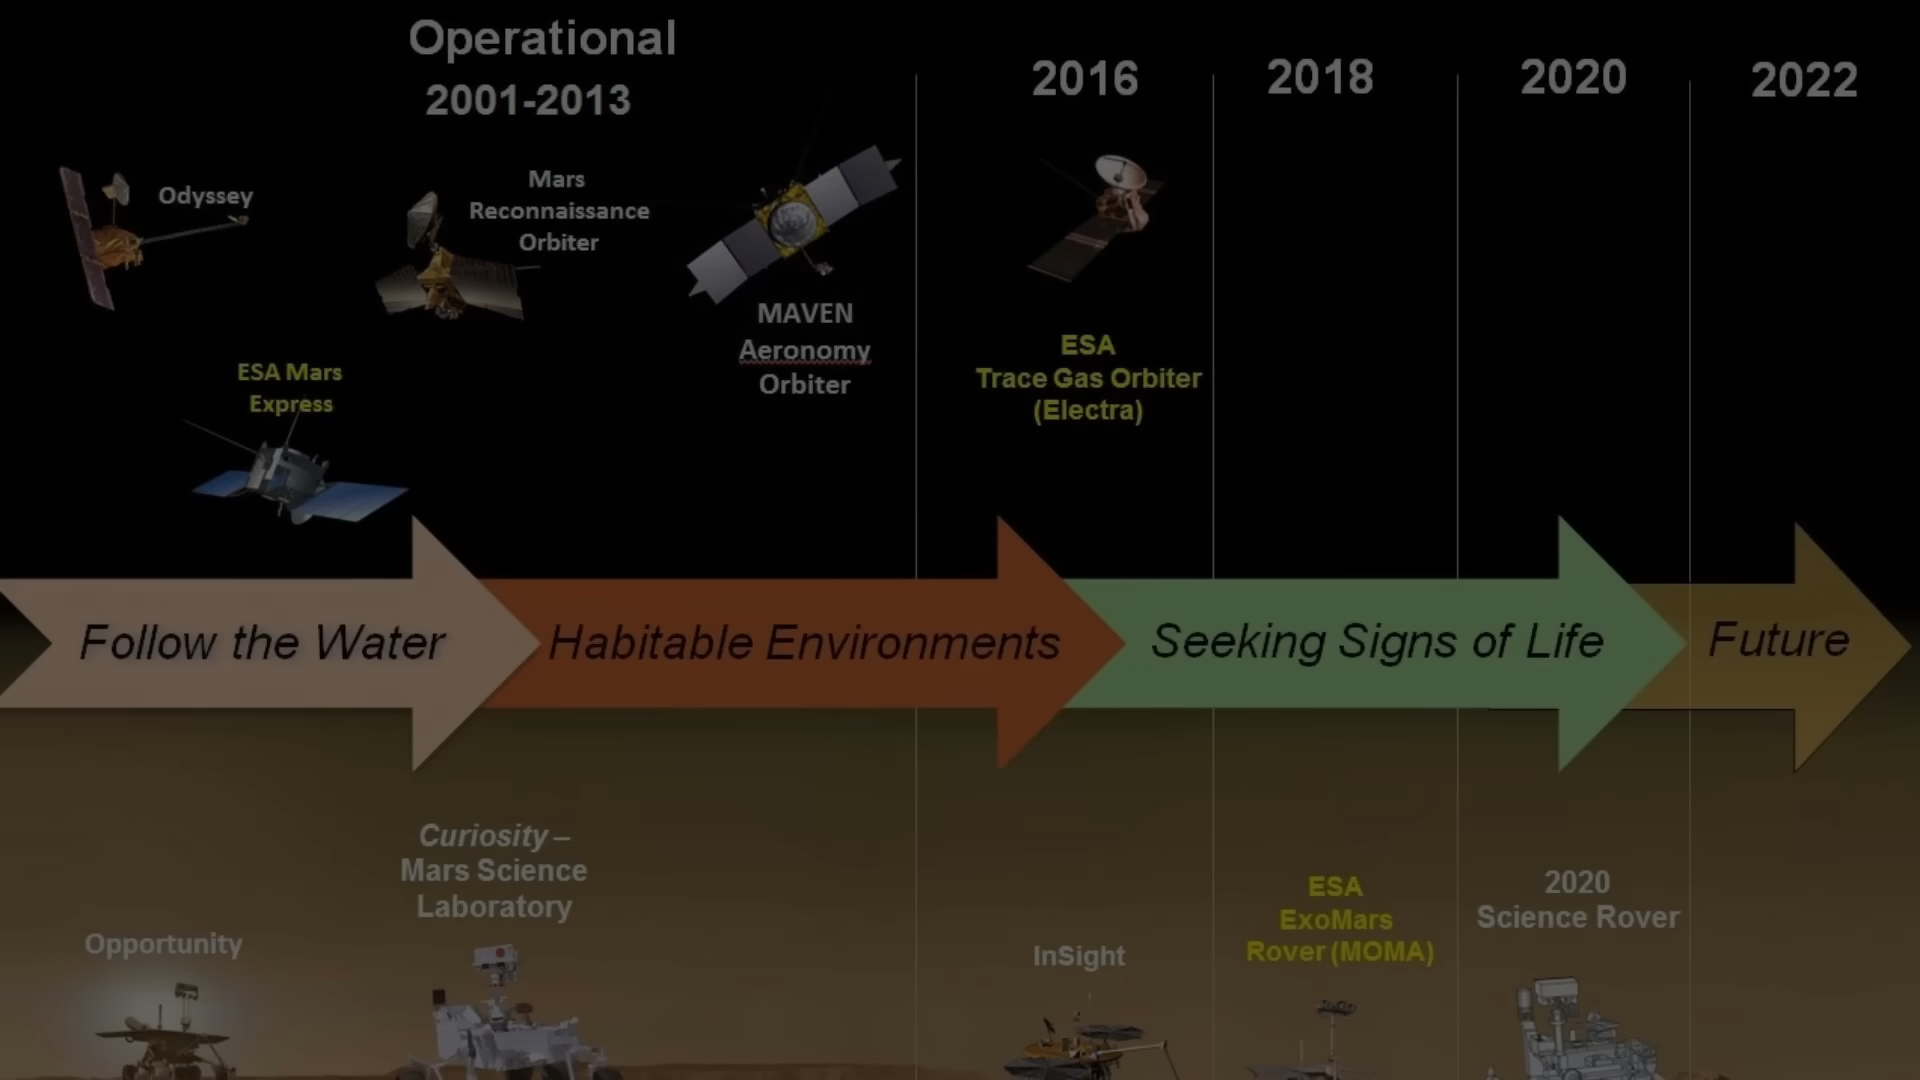 Operational
2001-2013
2016
2018
2020
2022
Odyssey
Mars
Reconnaissance
Orbiter
MAVEN
Aeronomy
Orbiter
ESA
Trace Gas Orbiter
(Electra)
ESA Mars
Express
Follow the Water
Habitable Environments
Seeking Signs of Life
Future
Opportunity
Curiosity –
Mars Science
Laboratory
InSight
ESA
ExoMars
Rover (MOMA)
2020
Science Rover